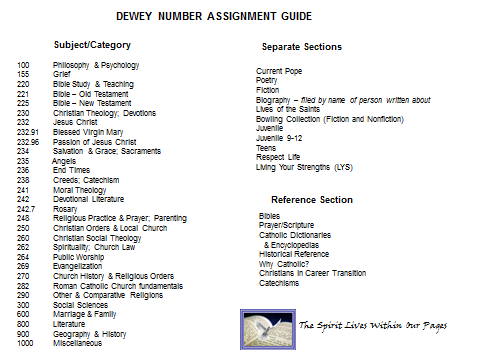 DEWEY NUMBER ASSIGNMENT GUIDE
Subject/Category
100 Philosophy & Psychology
155 Grief
220 Bible Study & Teaching
221 Bible – Old Testament
225 Bible – New Testament
230 Christian Theology; Devotions
232 Jesus Christ
232.91 Blessed Virgin Mary
232.96 Passion of Jesus Christ
234 Salvation & Grace; Sacraments
235 Angels
236 End Times
238 Creeds; Catechism
241 Moral Theology
242 Devotional Literature
242.7 Rosary
248 Religious Practice & Prayer; Parenting
250 Christian Orders & Local Church
260 Christian Social Theology
262 Spirituality; Church Law
264 Public Worship
269 Evangelization
270 Church History & Religious Orders
282 Roman Catholic Church fundamentals
290 Other & Comparative Religions
300 Social Sciences
600 Marriage & Family
800 Literature
900 Geography & History
1000 Miscellaneous
Separate Sections
Current Pope
Poetry
Fiction
Biography – filed by name of person written about
Lives of the Saints
Bowling Collection (Fiction and Nonfiction)
Juvenile
Juvenile 9-12
Teens
Respect Life
Living Your Strengths (LYS)
Reference Section
Bibles
Prayer/Scripture
Catholic Dictionaries
& Encyclopedias
Historical Reference
Why Catholic?
Christians in Career Transition
Catechisms
The Spirit Lives Within Our Pages